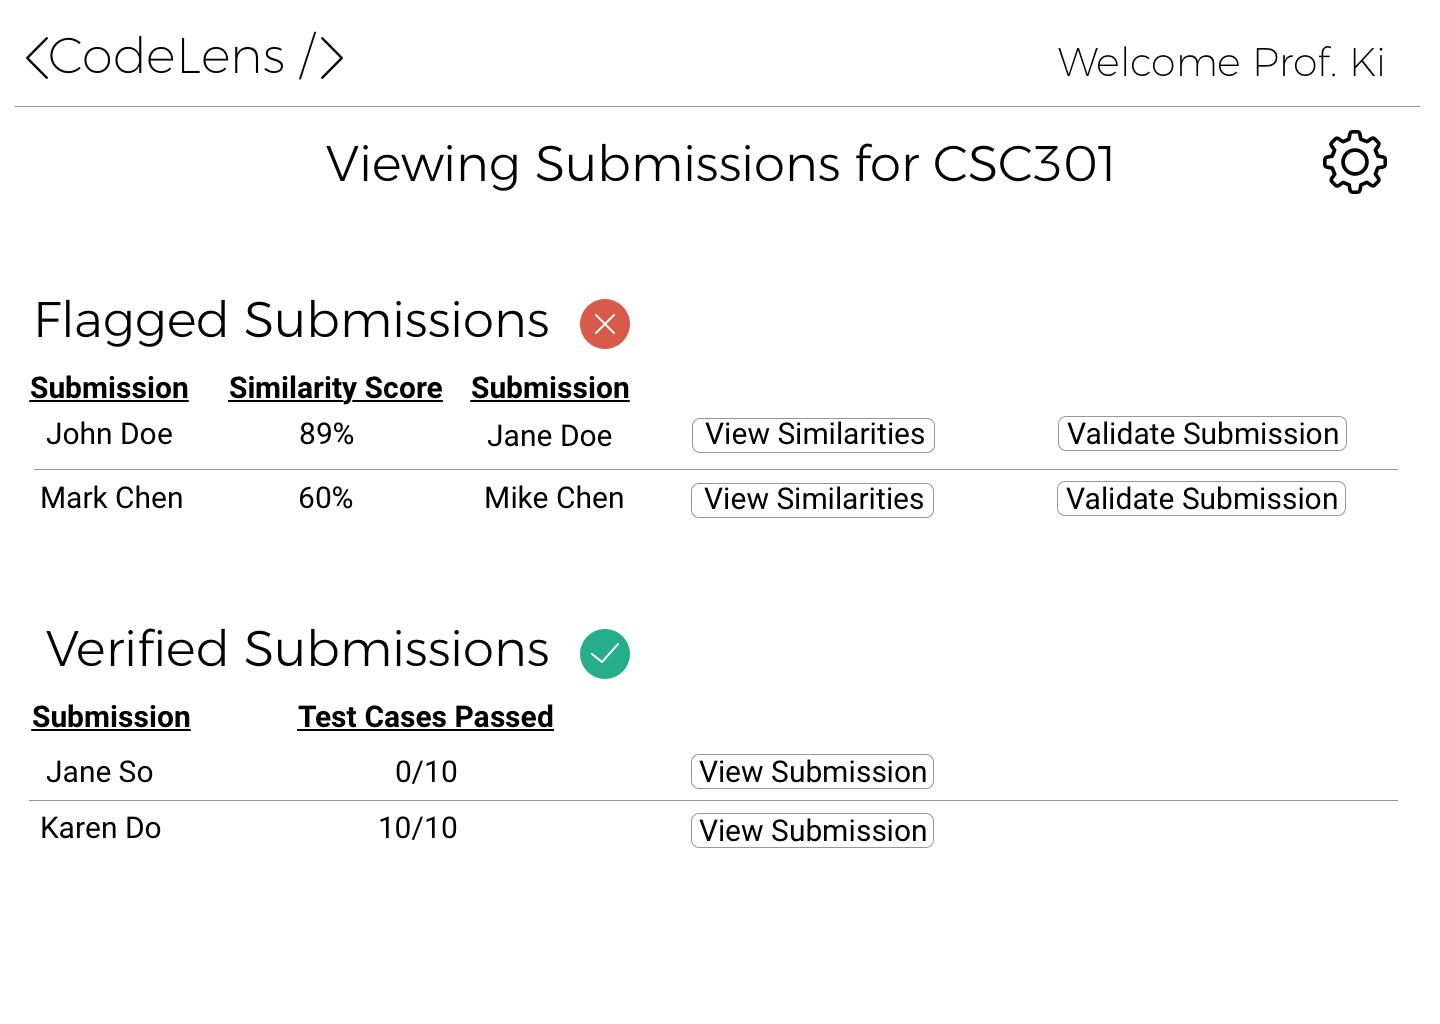 <CodeLens />
Welcome Prof. Ki
Viewing Submissions for CSC301
Flagged Submissions
Submission Similarity Score Submission
John Doe 89% Jane Doe View Similarities Validate Submission
Mark Chen 60% Mike Chen View Similarities Validate Submission
Verified Submissions
Submission Test Cases Passed
Jane So 0/10 View Submission
Karen Do 10/10 View Submission